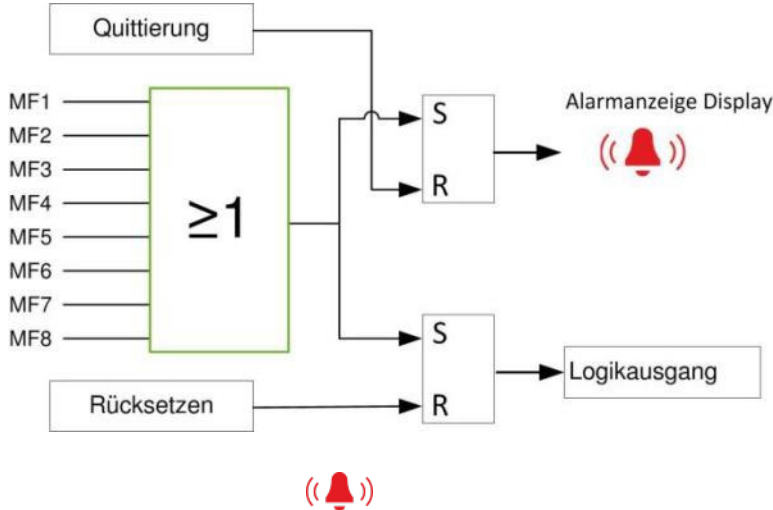 Quittierung
MF1
MF2
MF3
MF4
MF5
MF6
MF7
MF8
≥1
S
R
Alarmanzeige Display
S
R
Logikausgang
Rücksetzen